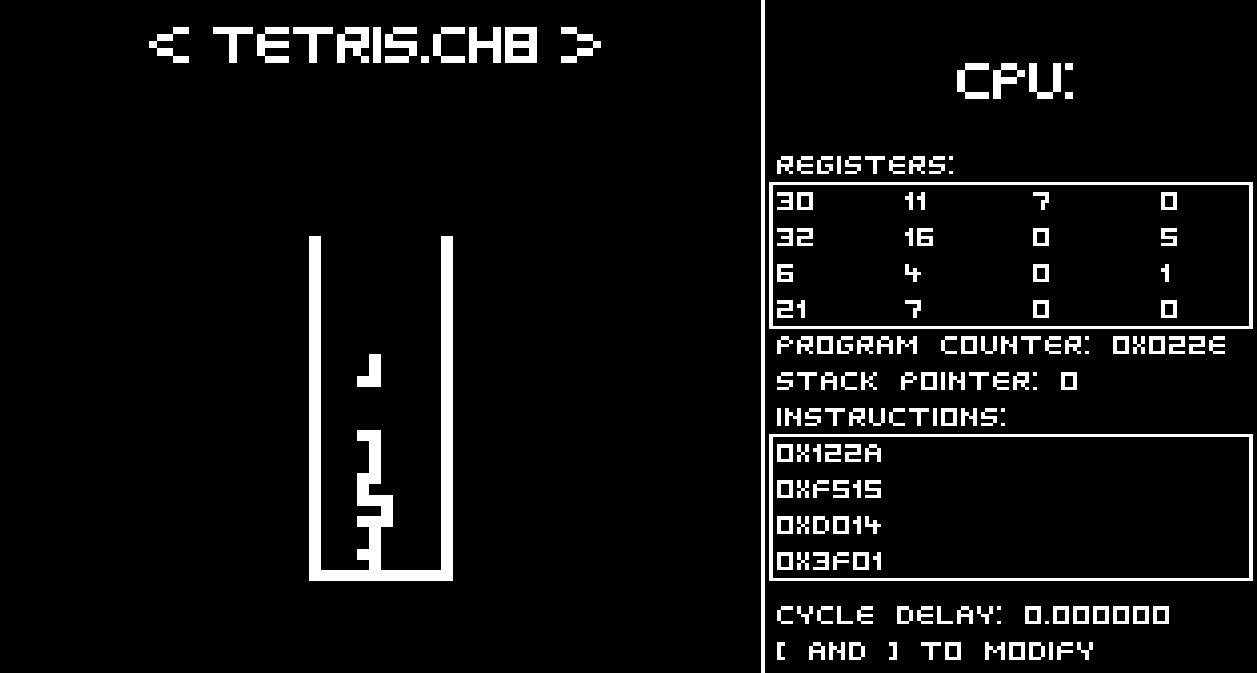 < TETRIS.CH8 >
CPU:
REGISTERS:
30 11 7 0
32 16 0 5
6 4 0 1
21 7 0 0
PROGRAM COUNTER: 0X022E
STACK POINTER: 0
INSTRUCTIONS:
0X122A
0XF515
0XD014
0X3F01
CYCLE DELAY: 0.000000
[ AND ] TO MODIFY